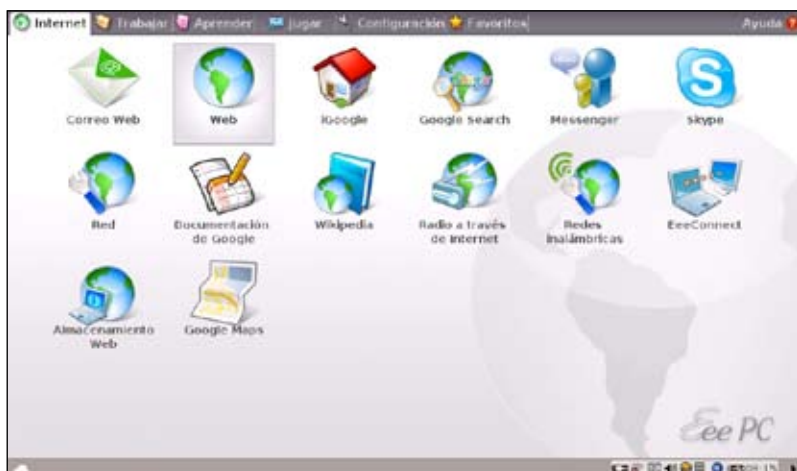 Internet Trabajar Aprender Jugar Configuración Favoritos Ayuda
Correo Web Web iGoogle Google Search Messenger Skype
Red Documentación de Google Wikipedia Radio a través de Internet Redes Inalámbricas EeeConnect
Almacenamiento Web Google Maps
Eee PC